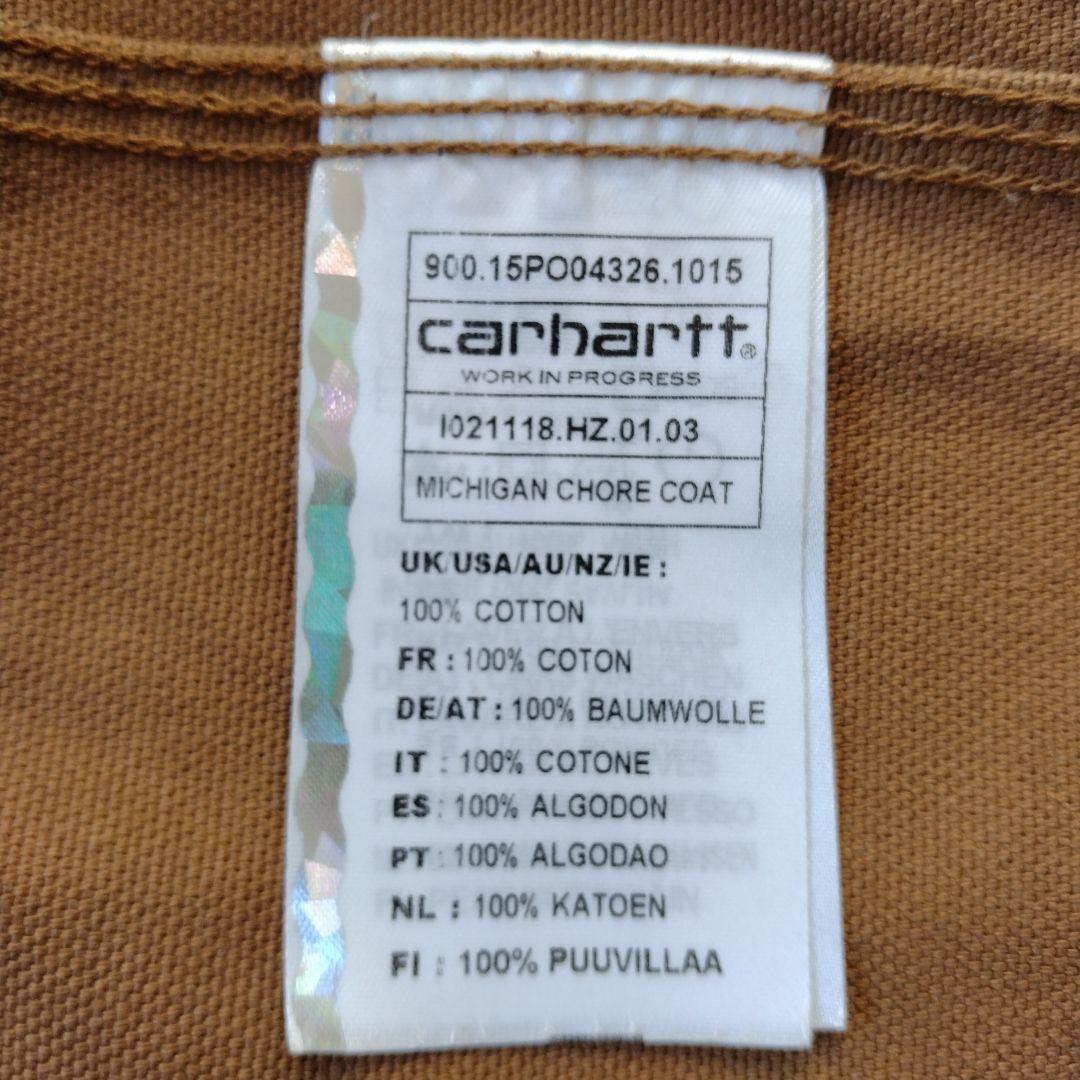 900.15PO04326.1015
carhartt®
WORK IN PROGRESS
I021118.HZ.01.03
MICHIGAN CHORE COAT
UK/USA/AU/NZ/IE :
100% COTTON
FR : 100% COTON
DE/AT : 100% BAUMWOLLE
IT : 100% COTONE
ES : 100% ALGODON
PT : 100% ALGODAO
NL : 100% KATOEN
FI : 100% PUUVILLAA